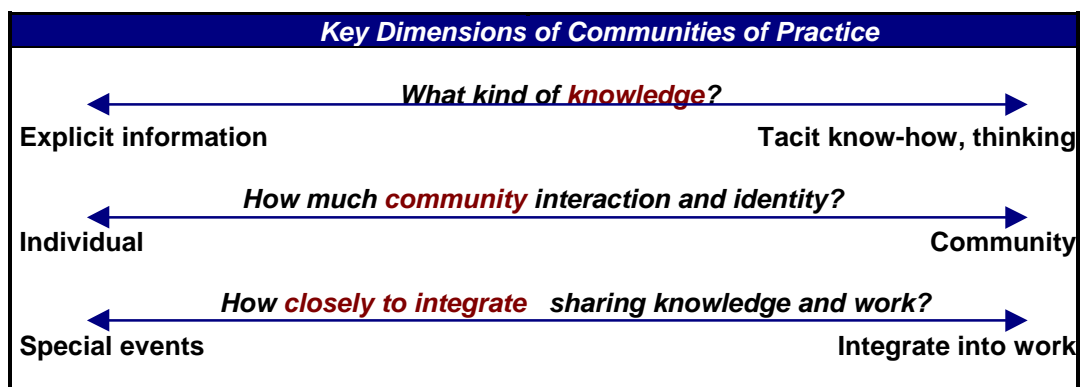 Key Dimensions of Communities of Practice
What kind of knowledge?
Explicit information Tacit know-how, thinking
How much community interaction and identity?
Individual Community
How closely to integrate sharing knowledge and work?
Special events Integrate into work